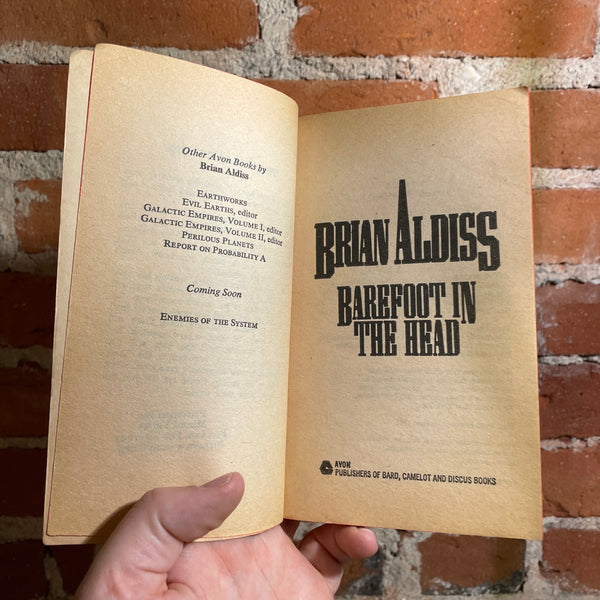 Other Avon Books by
Brian Aldiss
EARTHWORKS
EVIL EARTHS, editor
GALACTIC EMPIRES, VOLUME I, editor
GALACTIC EMPIRES, VOLUME II, editor
PERILOUS PLANETS
REPORT ON PROBABILITY A
Coming Soon
ENEMIES OF THE SYSTEM
BRIAN ALDISS
BAREFOOT IN
THE HEAD
AVON
PUBLISHERS OF BARD, CAMELOT AND DISCUS BOOKS